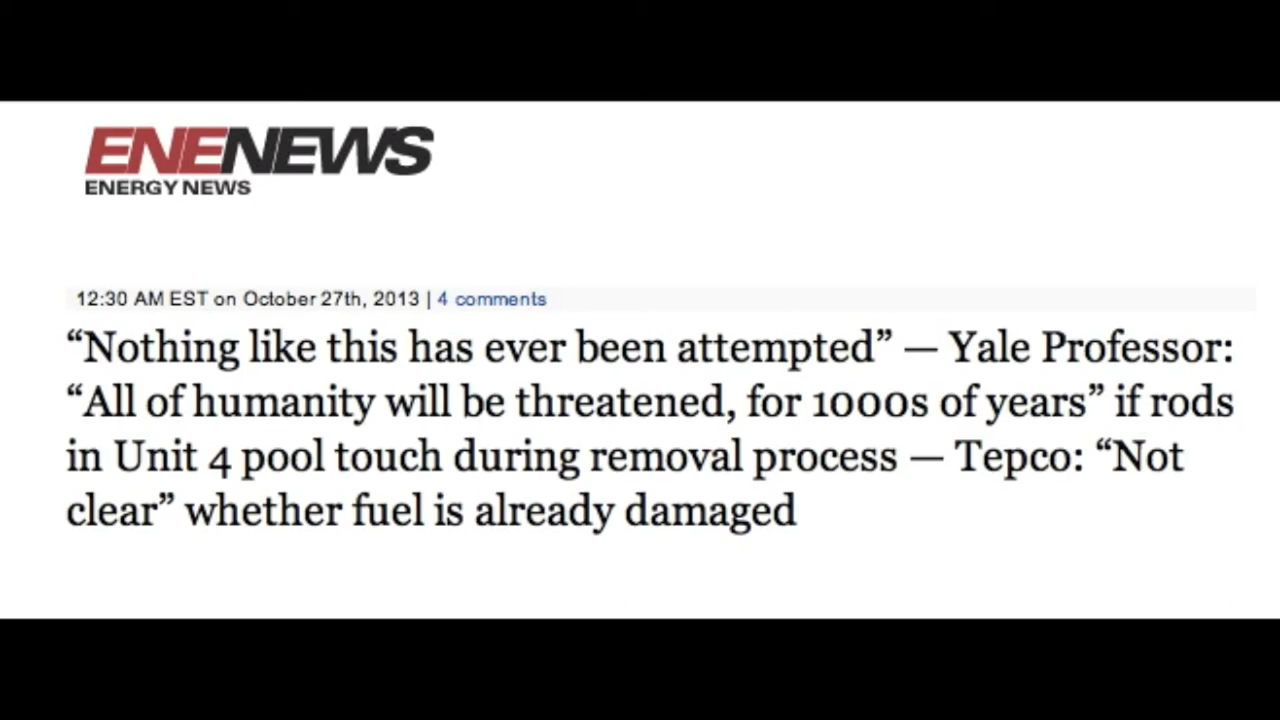 ENENEWS
ENERGY NEWS
12:30 AM EST on October 27th, 2013 | 4 comments
“Nothing like this has ever been attempted” — Yale Professor:
“All of humanity will be threatened, for 1000s of years” if rods
in Unit 4 pool touch during removal process — Tepco: “Not
clear” whether fuel is already damaged